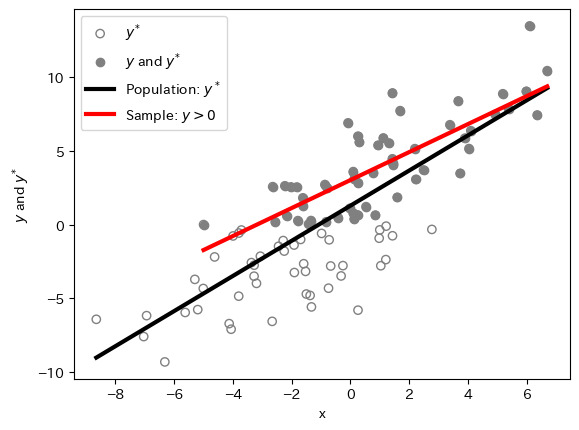 y*
y and y*
Population: y*
Sample: y > 0
y and y*
10
5
0
−5
−10
−8
−6
−4
−2
0
2
4
6
x